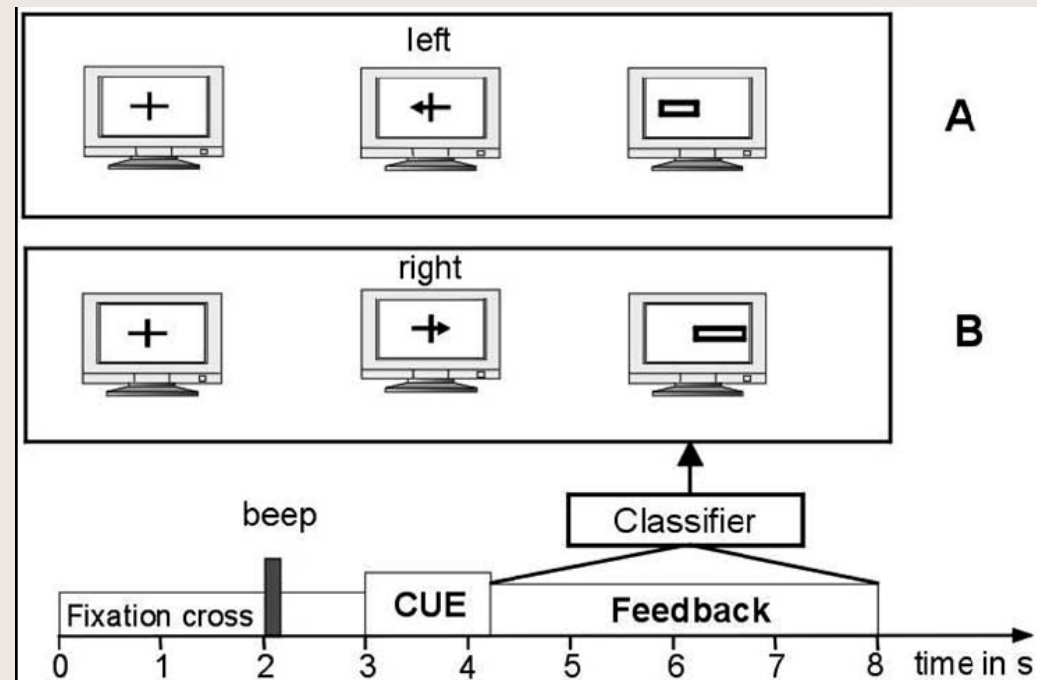 left
A
right
B
beep
Classifier
Fixation cross
CUE
Feedback
0 1 2 3 4 5 6 7 8 time in s